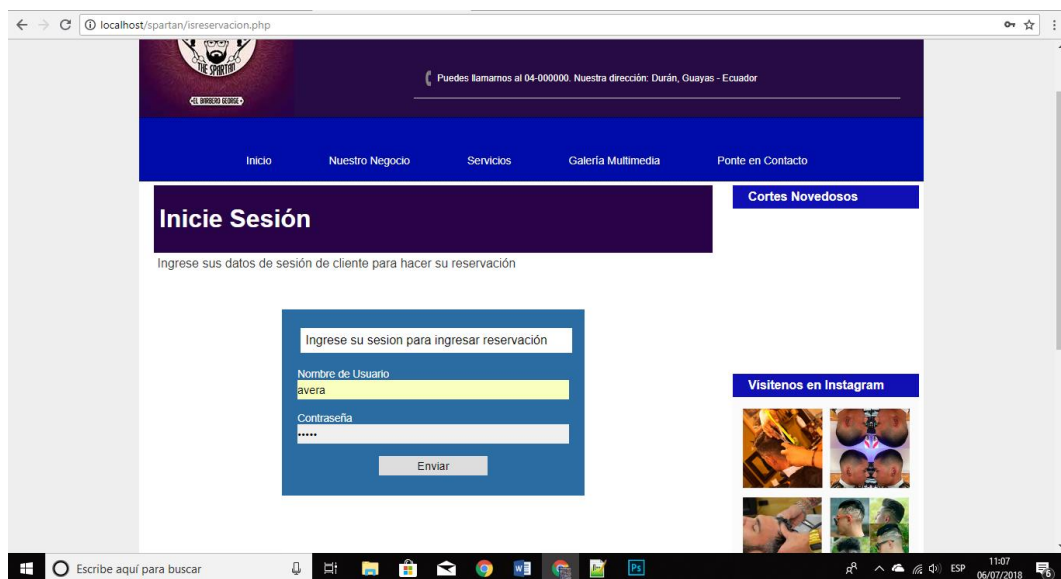 localhost/spartan/isreservacion.php
THE SPARTAN
EL BARBERO GEORGE
Puedes llamarnos al 04-000000. Nuestra dirección: Durán, Guayas - Ecuador
Inicio Nuestro Negocio Servicios Galería Multimedia Ponte en Contacto
Inicie Sesión
Ingrese sus datos de sesión de cliente para hacer su reservación
Ingrese su sesion para ingresar reservación
Nombre de Usuario
avera
Contraseña
•••••
Enviar
Cortes Novedosos
Visitenos en Instagram
Escribe aquí para buscar
Ps
ESP
11:07
06/07/2018
6